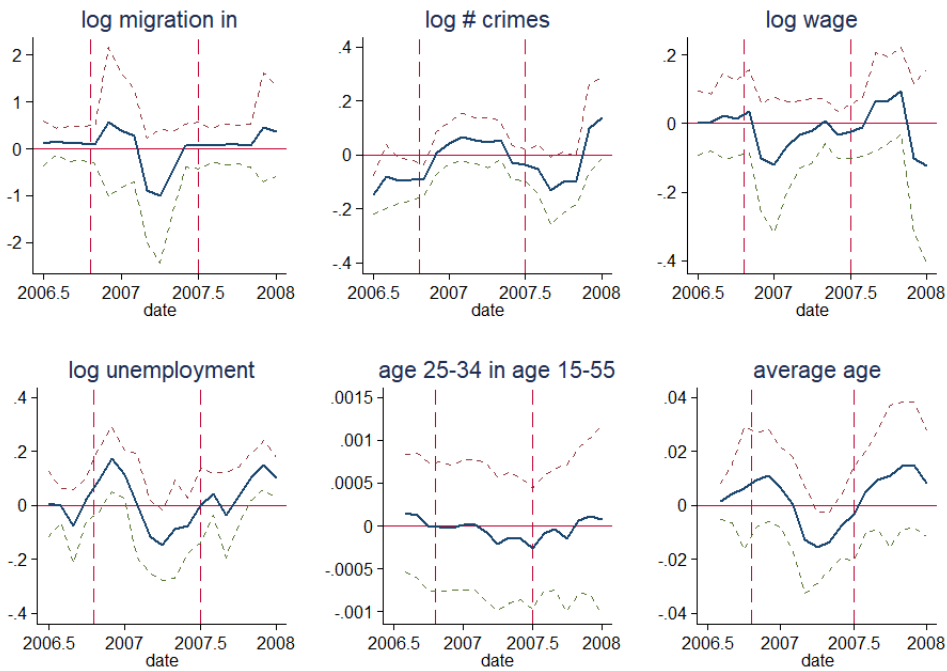 log migration in
log # crimes
log wage
2
1
0
-1
-2
.4
.2
0
-.2
-.4
.2
0
-.2
-.4
2006.5 2007 2007.5 2008
2006.5 2007 2007.5 2008
2006.5 2007 2007.5 2008
date
date
date
log unemployment
age 25-34 in age 15-55
average age
.4
.2
0
-.2
-.4
.0015
.001
.0005
0
-.0005
-.001
.04
.02
0
-.02
-.04
2006.5 2007 2007.5 2008
2006.5 2007 2007.5 2008
2006.5 2007 2007.5 2008
date
date
date